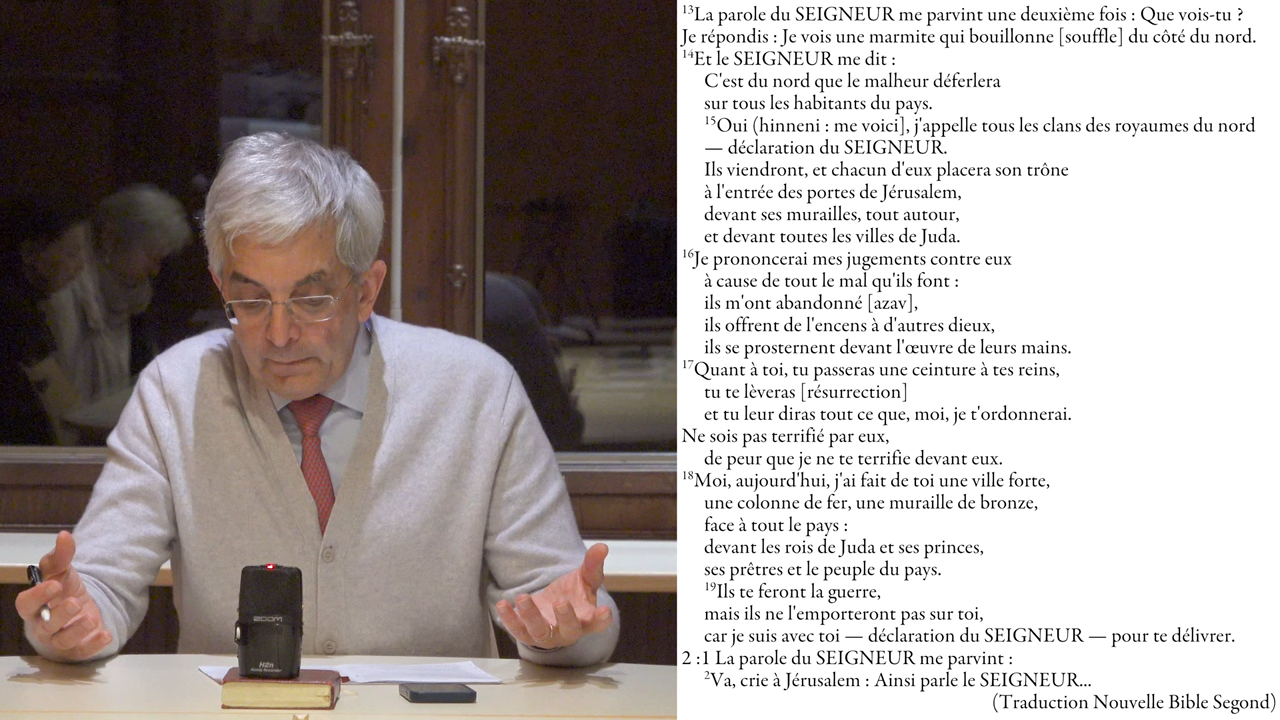 ¹³La parole du SEIGNEUR me parvint une deuxième fois : Que vois-tu ?
Je répondis : Je vois une marmite qui bouillonne [souffle] du côté du nord.
¹⁴Et le SEIGNEUR me dit :
C'est du nord que le malheur déferlera
sur tous les habitants du pays.
¹⁵Oui (hinneni : me voici], j'appelle tous les clans des royaumes du nord
— déclaration du SEIGNEUR.
Ils viendront, et chacun d'eux placera son trône
à l'entrée des portes de Jérusalem,
devant ses murailles, tout autour,
et devant toutes les villes de Juda.
¹⁶Je prononcerai mes jugements contre eux
à cause de tout le mal qu'ils font :
ils m'ont abandonné [azav],
ils offrent de l'encens à d'autres dieux,
ils se prosternent devant l'œuvre de leurs mains.
¹⁷Quant à toi, tu passeras une ceinture à tes reins,
tu te lèveras [résurrection]
et tu leur diras tout ce que, moi, je t'ordonnerai.
Ne sois pas terrifié par eux,
de peur que je ne te terrifie devant eux.
¹⁸Moi, aujourd'hui, j'ai fait de toi une ville forte,
une colonne de fer, une muraille de bronze,
face à tout le pays :
devant les rois de Juda et ses princes,
ses prêtres et le peuple du pays.
¹⁹Ils te feront la guerre,
mais ils ne l'emporteront pas sur toi,
car je suis avec toi — déclaration du SEIGNEUR — pour te délivrer.
2 :1 La parole du SEIGNEUR me parvint :
²Va, crie à Jérusalem : Ainsi parle le SEIGNEUR...
(Traduction Nouvelle Bible Segond)
zoom
H2n
Handy Recorder